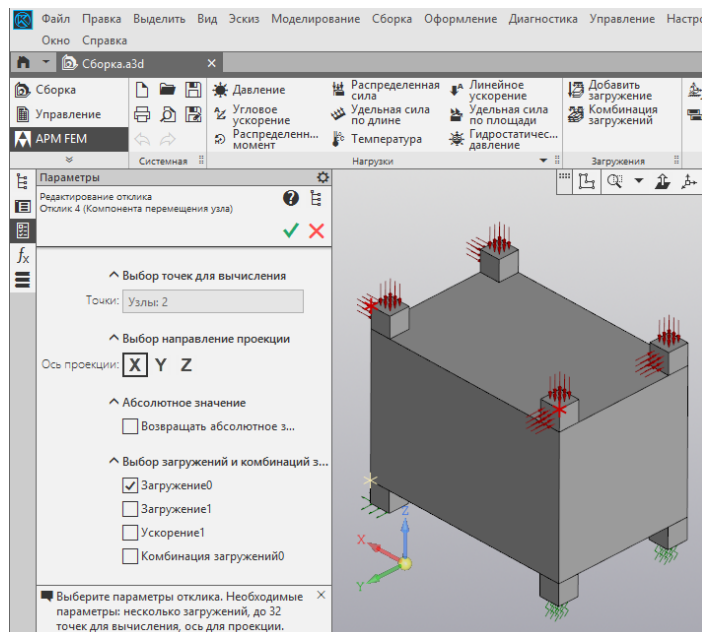 Файл Правка Выделить Вид Эскиз Моделирование Сборка Оформление Диагностика Управление Настро
Окно Справка
Сборка.a3d ×
Сборка
Управление
APM FEM
Системная
Давление
Угловое ускорение
Распределенн... момент
Распределенная сила
Удельная сила по длине
Температура
Линейное ускорение
Удельная сила по площади
Гидростатичес... давление
Нагрузки
Добавить загружение
Комбинация загружений
Загружения
Параметры
Редактирование отклика
Отклик 4 (Компонента перемещения узла)
Выбор точек для вычисления
Точки: Узлы: 2
Выбор направление проекции
Ось проекции: X Y Z
Абсолютное значение
Возвращать абсолютное з...
Выбор загружений и комбинаций з...
Загружение0
Загружение1
Ускорение1
Комбинация загружений0
Выберите параметры отклика. Необходимые
параметры: несколько загружений, до 32
точек для вычисления, ось для проекции.
fx
Z
X
Y